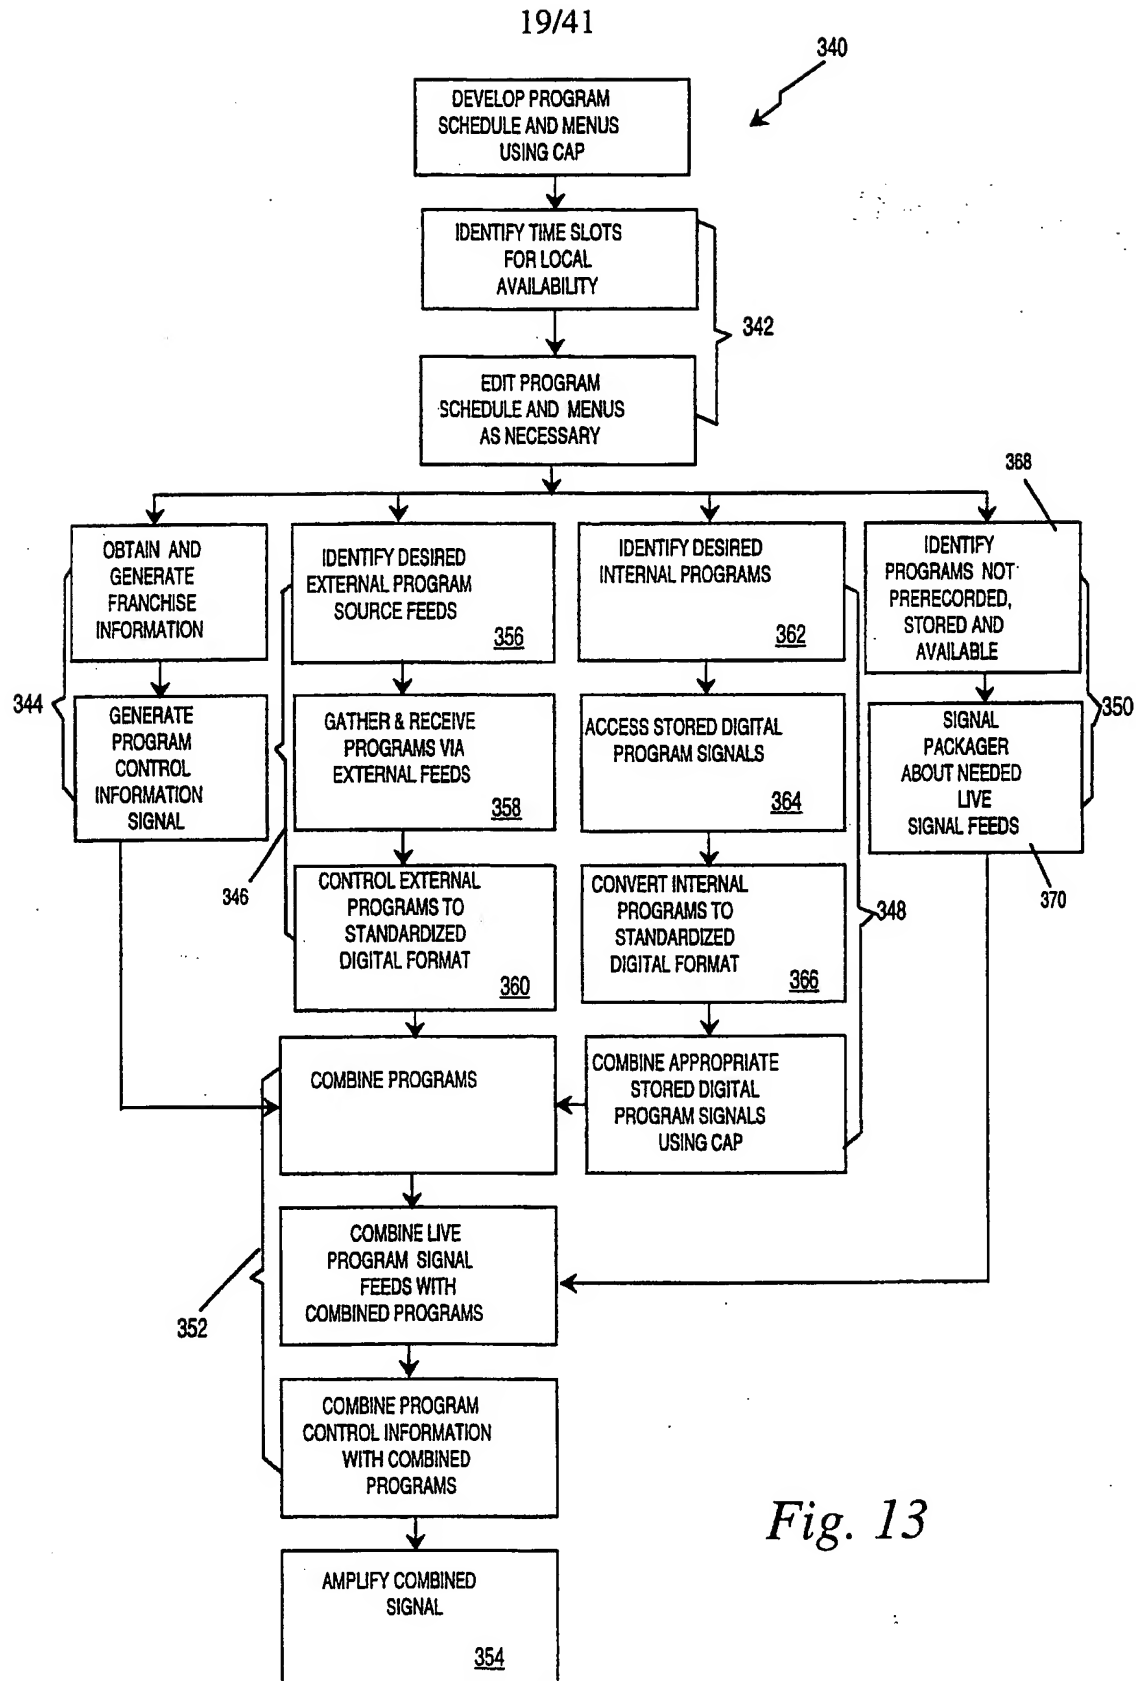 19/41
340
DEVELOP PROGRAM
SCHEDULE AND MENUS
USING CAP
IDENTIFY TIME SLOTS
FOR LOCAL
AVAILABILITY
342
EDIT PROGRAM
SCHEDULE AND MENUS
AS NECESSARY
368
OBTAIN AND
GENERATE
FRANCHISE
INFORMATION
IDENTIFY DESIRED
EXTERNAL PROGRAM
SOURCE FEEDS
356
IDENTIFY DESIRED
INTERNAL PROGRAMS
362
IDENTIFY
PROGRAMS NOT
PRERECORDED,
STORED AND
AVAILABLE
344
350
GENERATE
PROGRAM
CONTROL
INFORMATION
SIGNAL
GATHER & RECEIVE
PROGRAMS VIA
EXTERNAL FEEDS
358
ACCESS STORED DIGITAL
PROGRAM SIGNALS
364
SIGNAL
PACKAGER
ABOUT NEEDED
LIVE
SIGNAL FEEDS
346
370
CONTROL EXTERNAL
PROGRAMS TO
STANDARDIZED
DIGITAL FORMAT
360
CONVERT INTERNAL
PROGRAMS TO
STANDARDIZED
DIGITAL FORMAT
366
348
COMBINE PROGRAMS
COMBINE APPROPRIATE
STORED DIGITAL
PROGRAM SIGNALS
USING CAP
COMBINE LIVE
PROGRAM SIGNAL
FEEDS WITH
COMBINED PROGRAMS
352
COMBINE PROGRAM
CONTROL INFORMATION
WITH COMBINED
PROGRAMS
AMPLIFY COMBINED
SIGNAL
354
Fig. 13